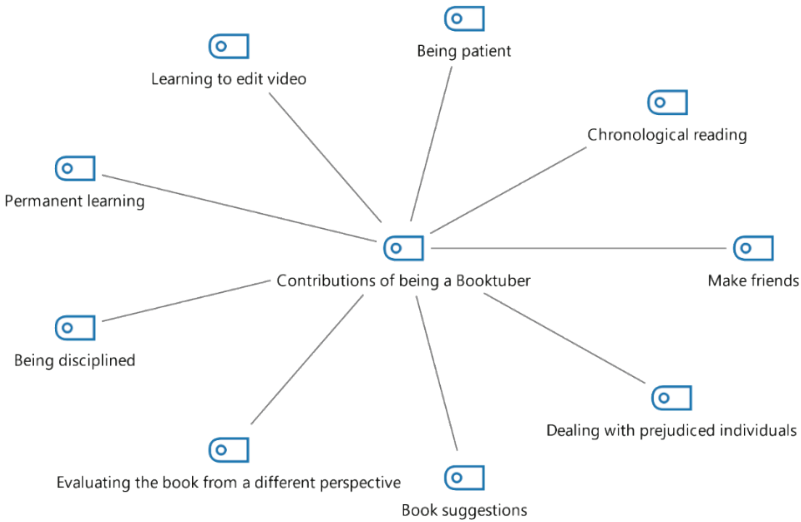 Being patient
Learning to edit video
Chronological reading
Permanent learning
Contributions of being a Booktuber
Make friends
Being disciplined
Dealing with prejudiced individuals
Evaluating the book from a different perspective
Book suggestions